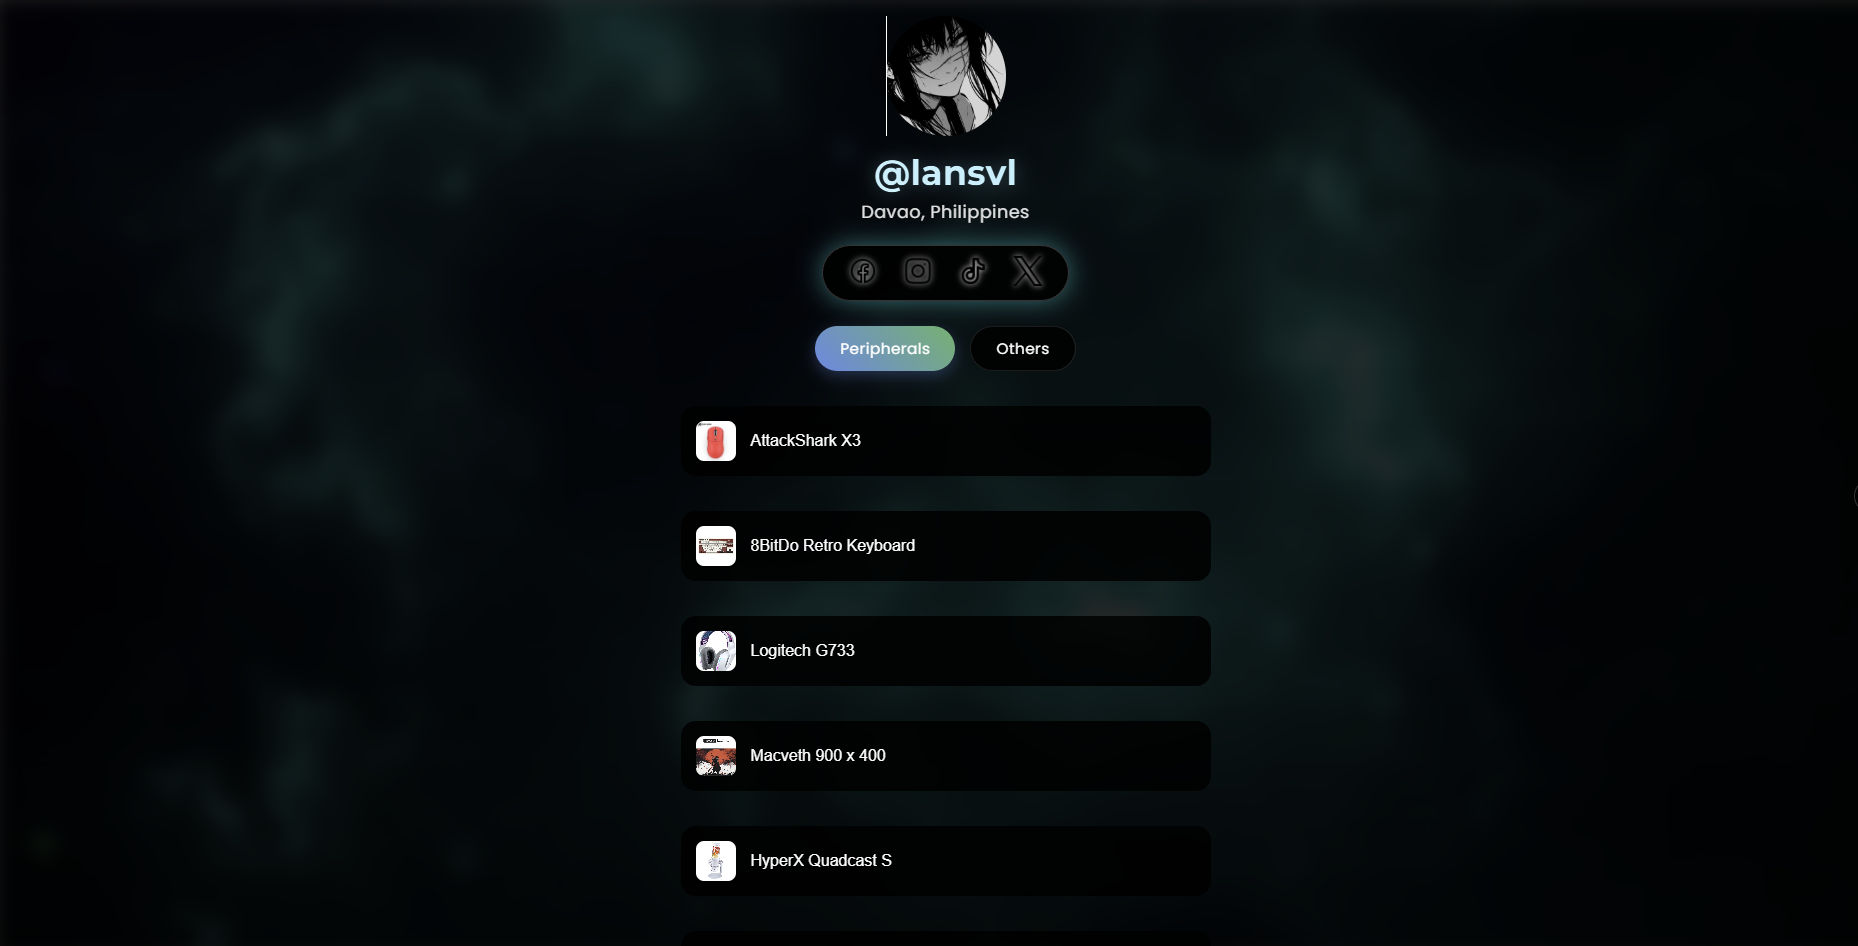 @lansvl
Davao, Philippines
Peripherals
Others
AttackShark X3
8BitDo Retro Keyboard
Logitech G733
Macveth 900 x 400
HyperX Quadcast S